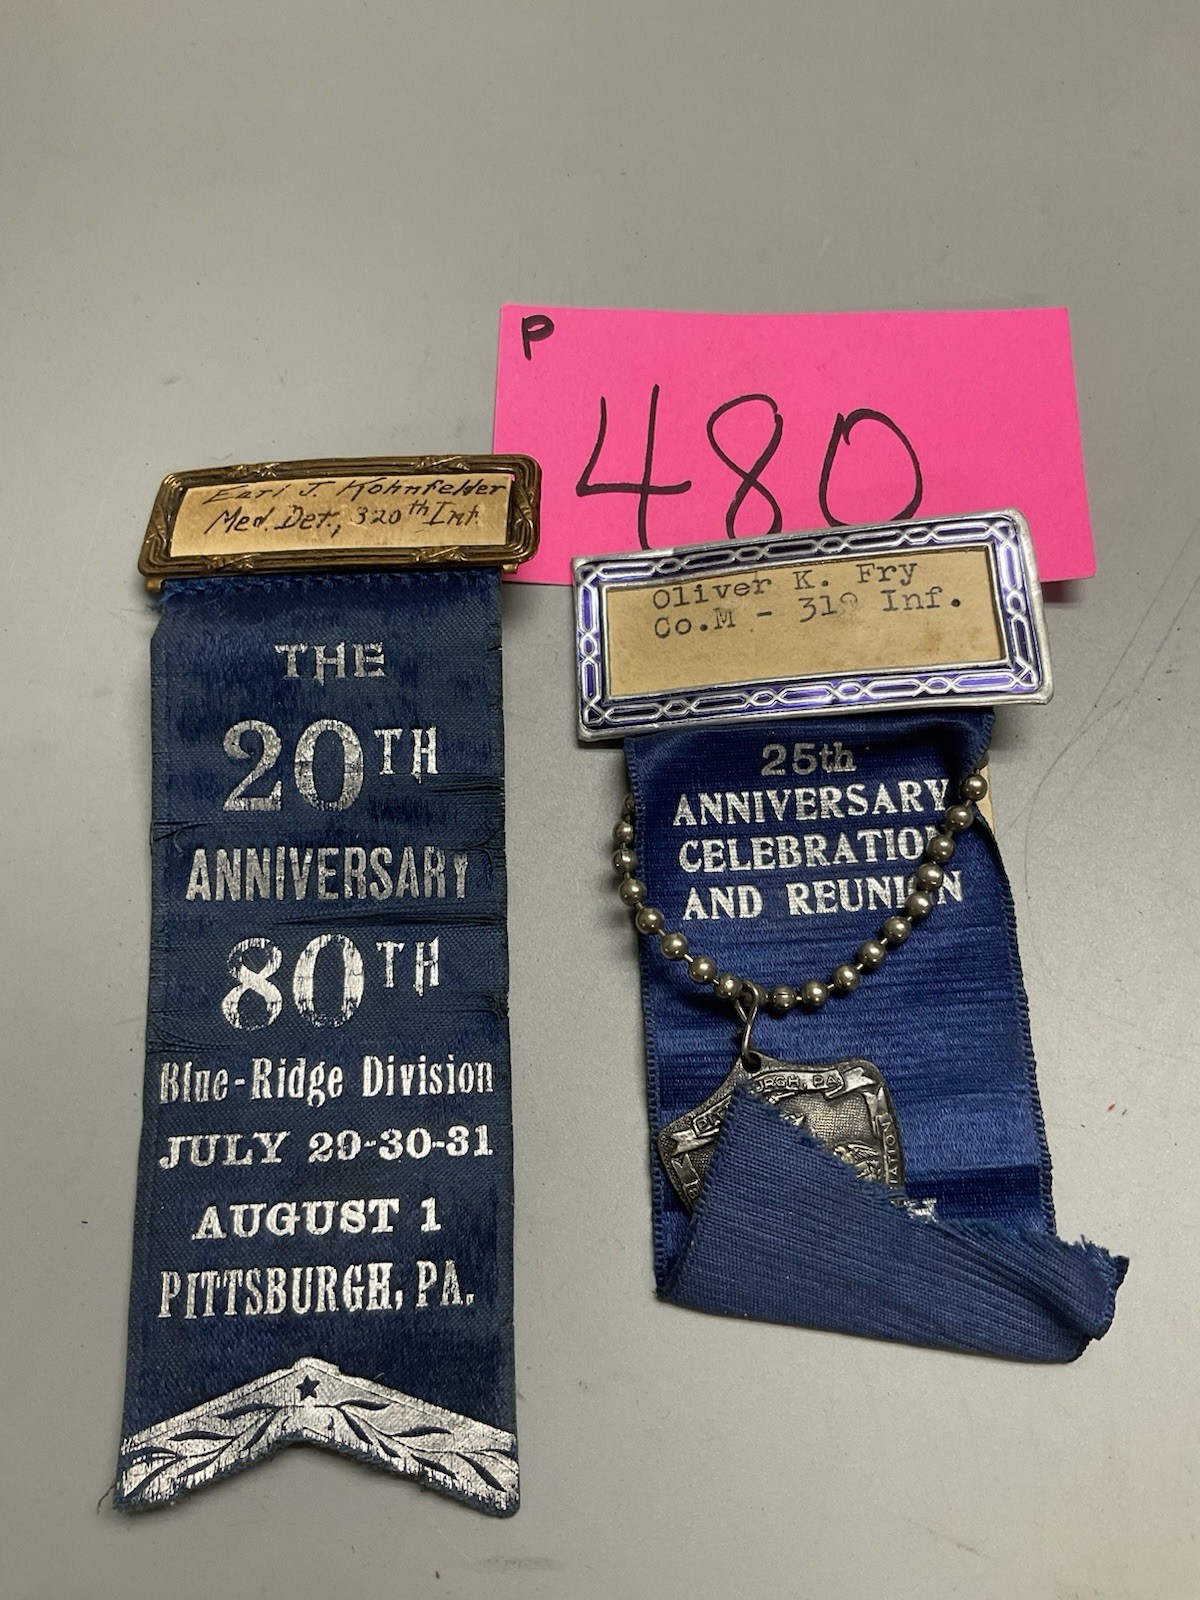 P
480
Earl J. Kohnfelder
Med. Det., 320th Inf.
THE
20TH
ANNIVERSARY
80TH
Blue-Ridge Division
JULY 29-30-31
AUGUST 1
PITTSBURGH, PA.
Oliver K. Fry
Co.M - 319 Inf.
25th
ANNIVERSARY
CELEBRATION
AND REUNION
PA.